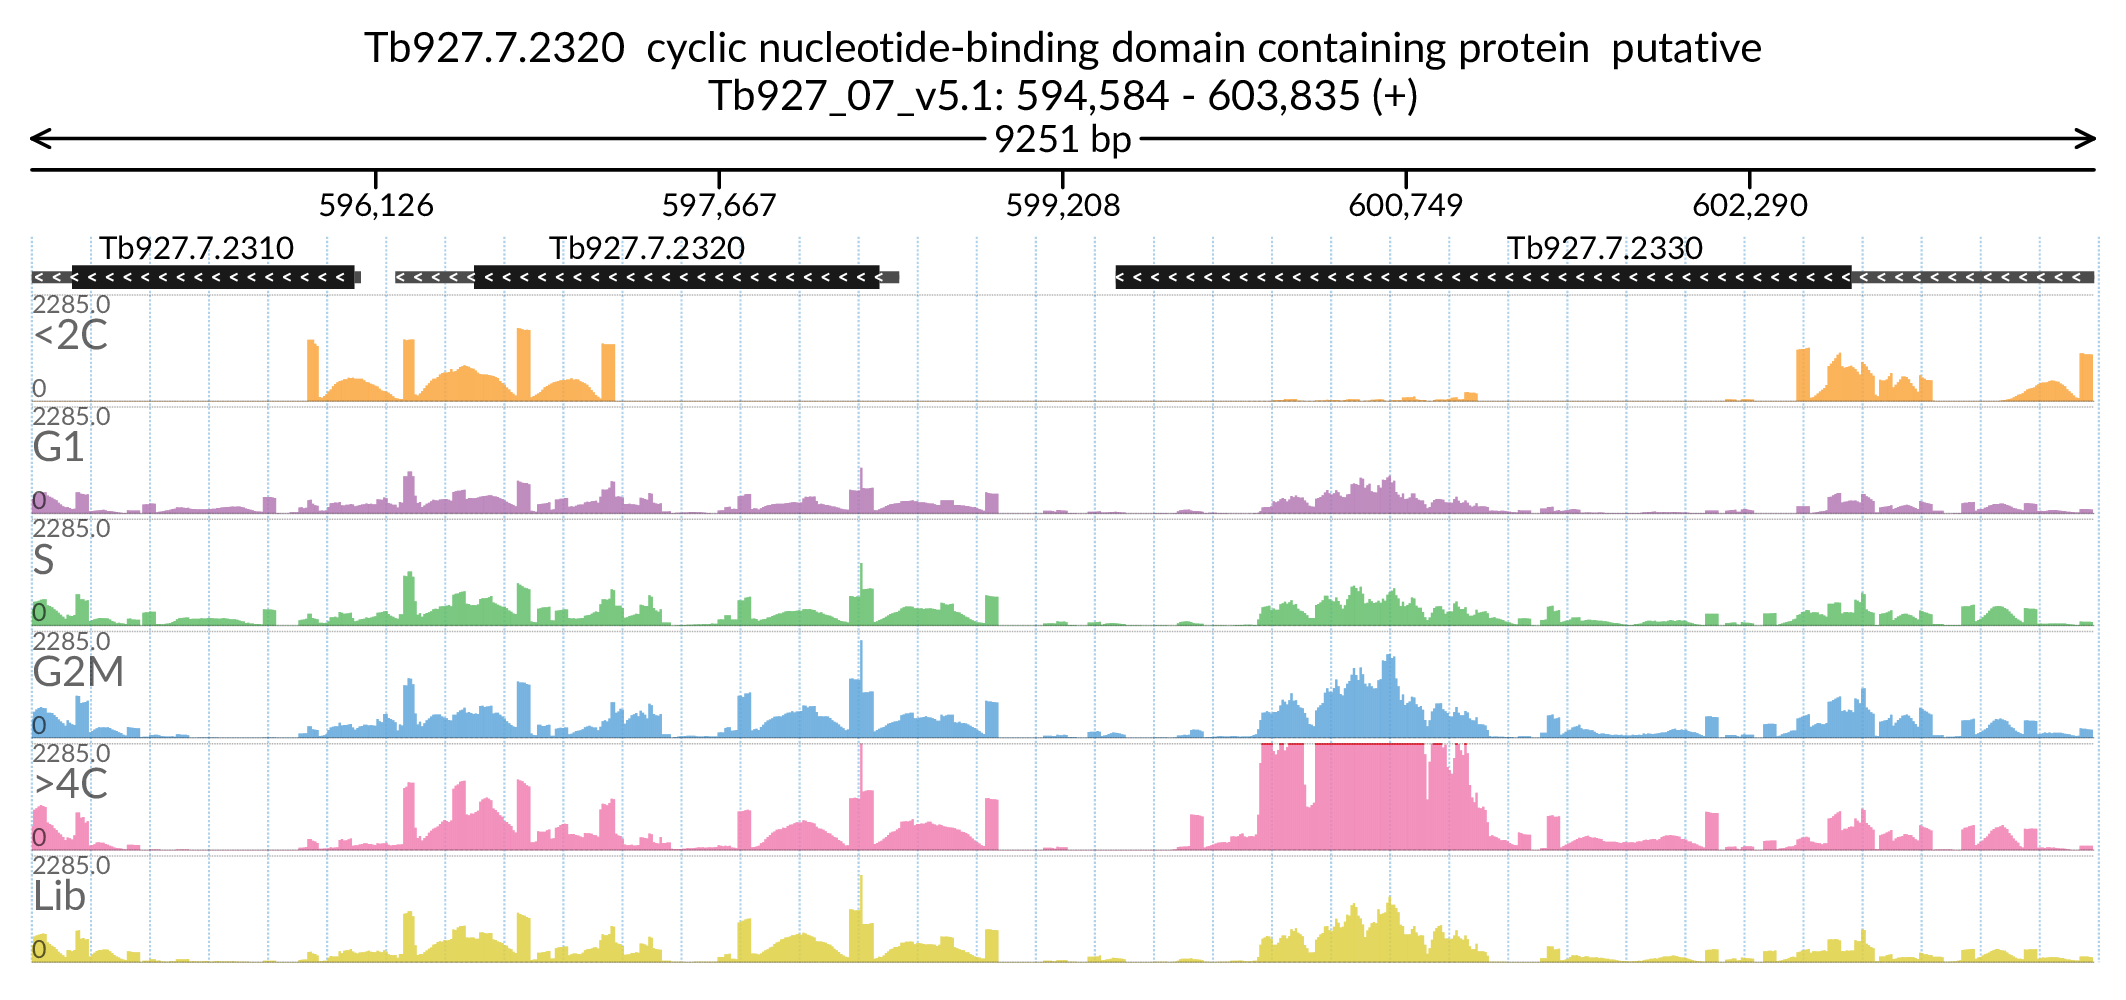 Tb927.7.2320  cyclic nucleotide-binding domain containing protein  putative
Tb927_07_v5.1: 594,584 - 603,835 (+)
9251 bp
596,126 597,667 599,208 600,749 602,290
Tb927.7.2310 Tb927.7.2320 Tb927.7.2330
2285.0
<2C
0
2285.0
G1
0
2285.0
S
0
2285.0
G2M
0
2285.0
>4C
0
2285.0
Lib
0